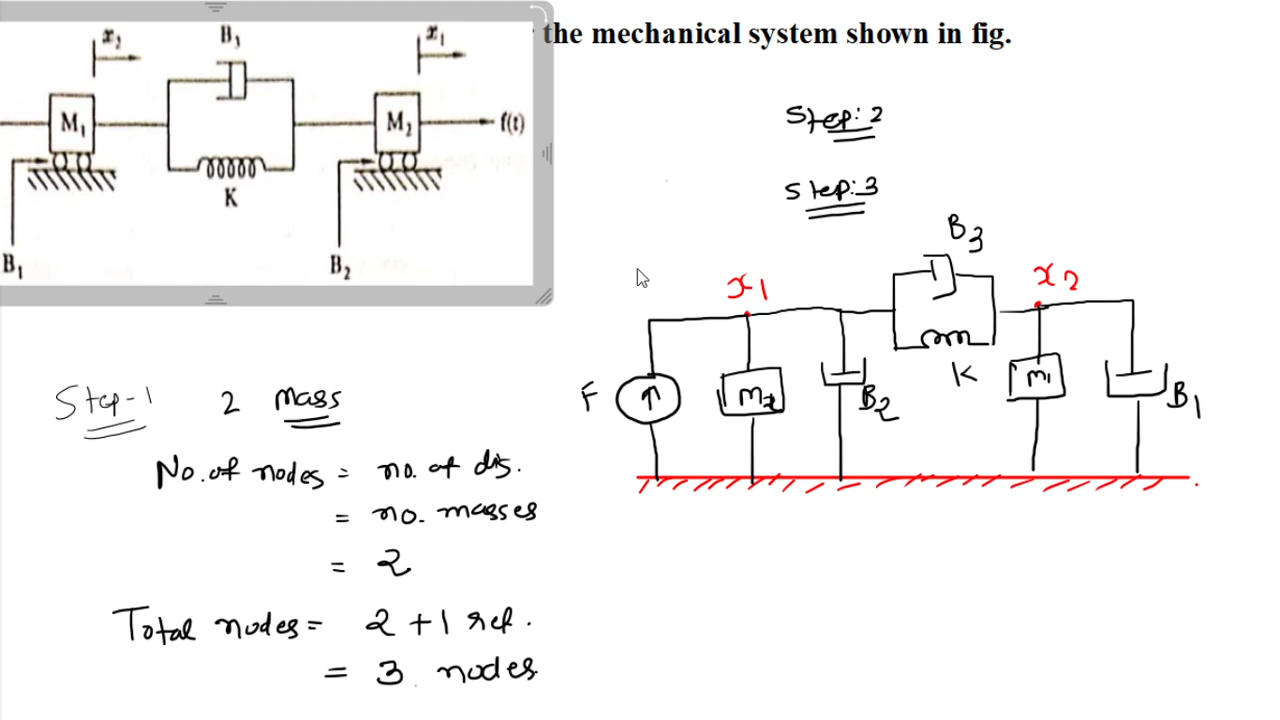 the mechanical system shown in fig.
x₂ B₃ x₁
M₁ M₂ f(t)
K
B₁ B₂
Step: 2
Step: 3
B₃
x₁ x₂
F M₂ B₂ K M₁ B₁
Step-1 2 mass
No. of nodes = no. of dis.
= no. masses
= 2
Total nodes = 2 + 1 ref.
= 3 nodes